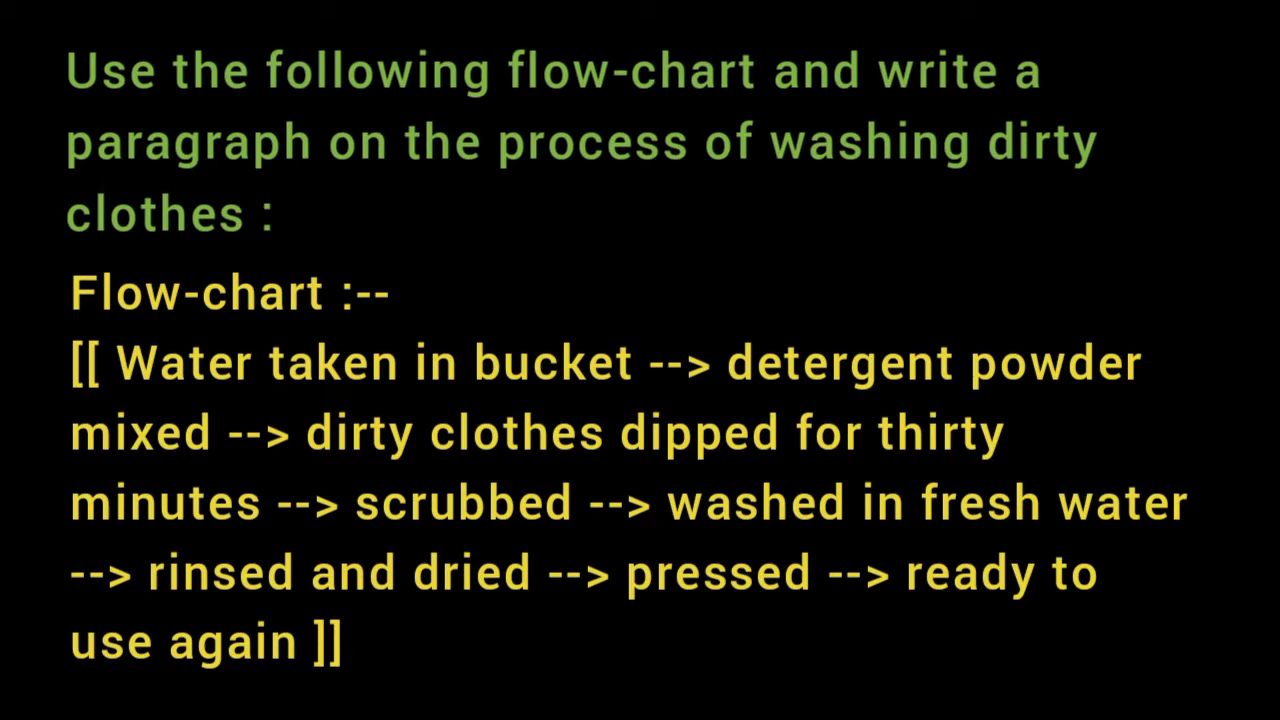 Use the following flow-chart and write a
paragraph on the process of washing dirty
clothes :
Flow-chart :--
[[ Water taken in bucket --> detergent powder
mixed --> dirty clothes dipped for thirty
minutes --> scrubbed --> washed in fresh water
--> rinsed and dried --> pressed --> ready to
use again ]]